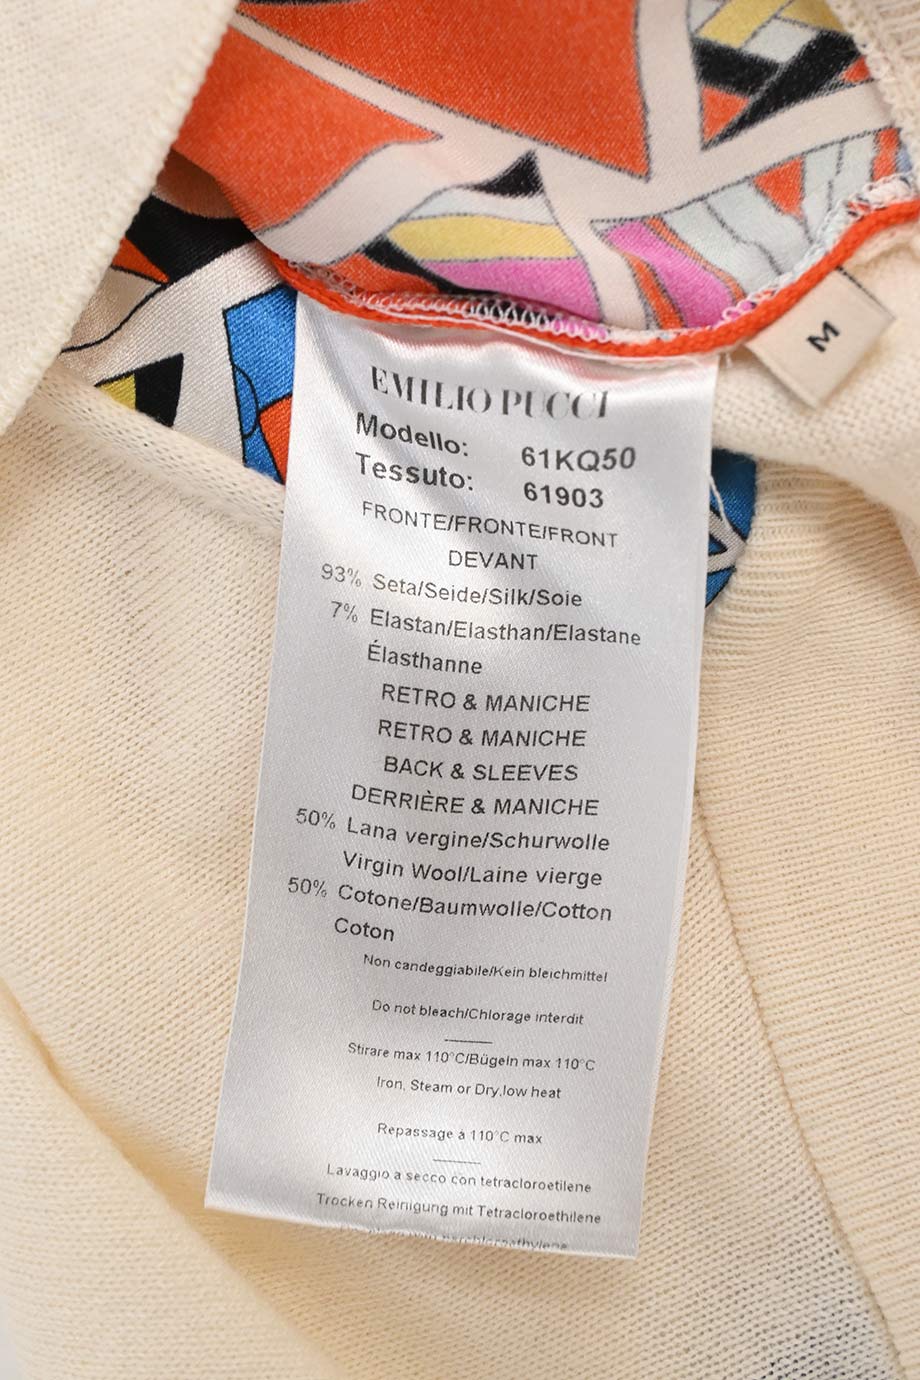 M
EMILIO PUCCI
Modello: 61KQ50
Tessuto: 61903
FRONTE/FRONTE/FRONT
DEVANT
93% Seta/Seide/Silk/Soie
7% Elastan/Elasthan/Elastane
Élasthanne
RETRO & MANICHE
RETRO & MANICHE
BACK & SLEEVES
DERRIÈRE & MANICHE
50% Lana vergine/Schurwolle
Virgin Wool/Laine vierge
50% Cotone/Baumwolle/Cotton
Coton
Non candeggiabile/Kein bleichmittel
Do not bleach/Chlorage interdit
Stirare max 110°C/Bügeln max 110°C
Iron, Steam or Dry,low heat
Repassage à 110°C max
Lavaggio a secco con tetracloroetilene
Trocken Reinigung mit Tetracloroethilene